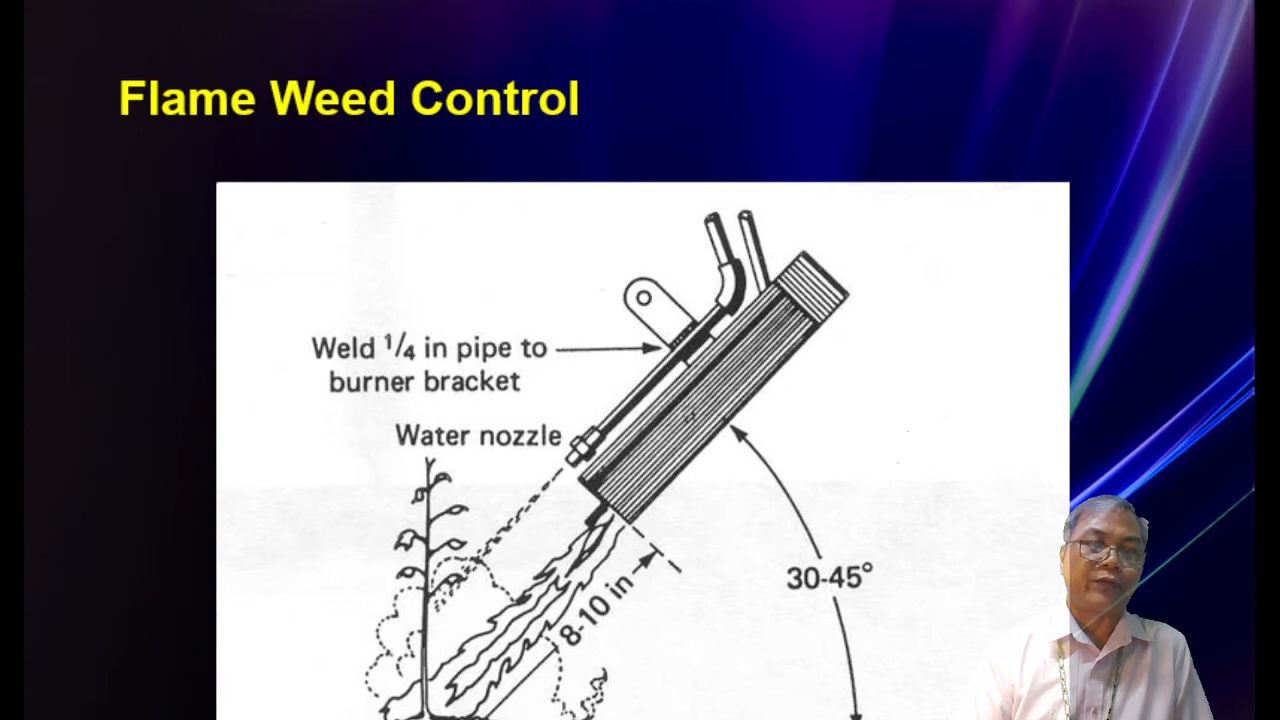 Flame Weed Control
Weld 1/4 in pipe to
burner bracket
Water nozzle
8-10 in
30-45°